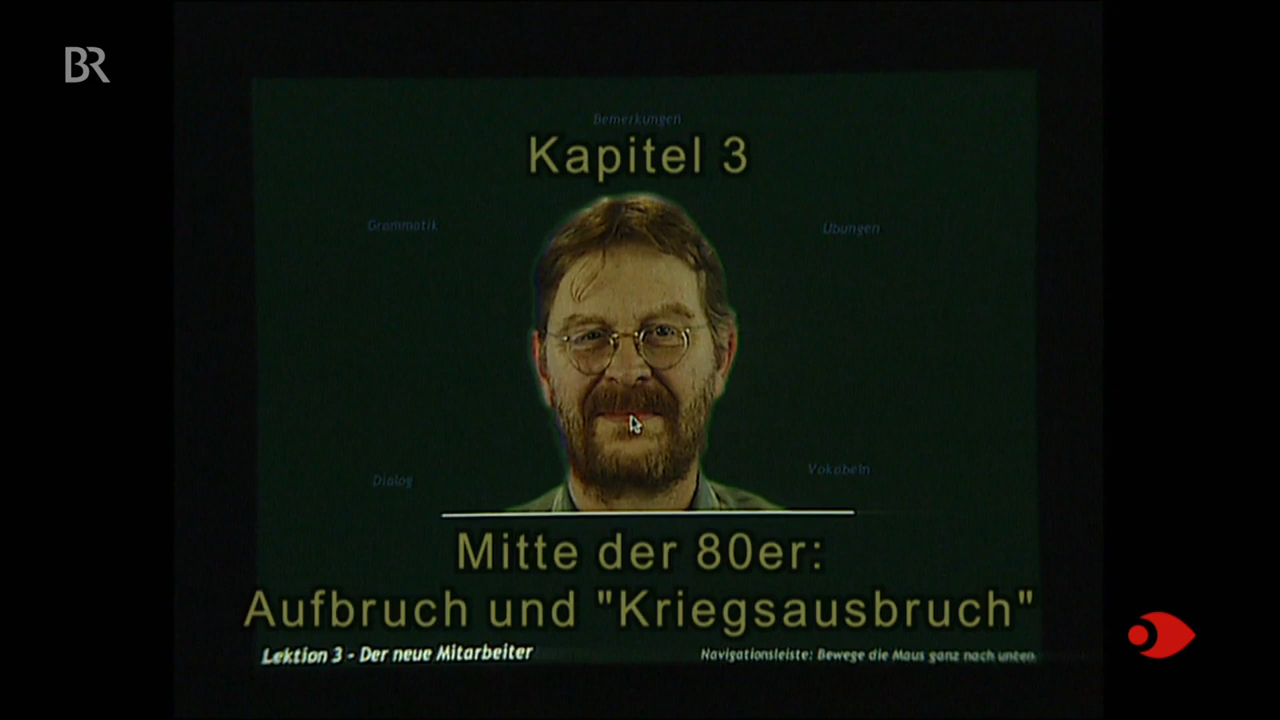 BR
Bemerkungen
Kapitel 3
Grammatik
Übungen
Dialog
Vokabeln
Mitte der 80er:
Aufbruch und "Kriegsausbruch"
Lektion 3 - Der neue Mitarbeiter
Navigationsleiste: Bewege die Maus ganz nach unten